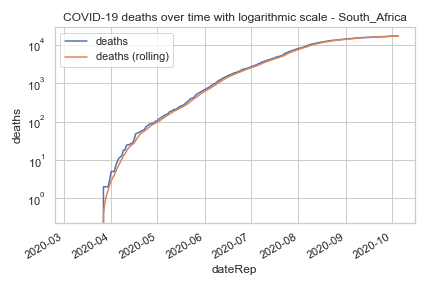 COVID-19 deaths over time with logarithmic scale - South_Africa
deaths
deaths (rolling)
10⁴
10³
10²
10¹
10⁰
deaths
2020-03
2020-04
2020-05
2020-06
2020-07
2020-08
2020-09
2020-10
dateRep